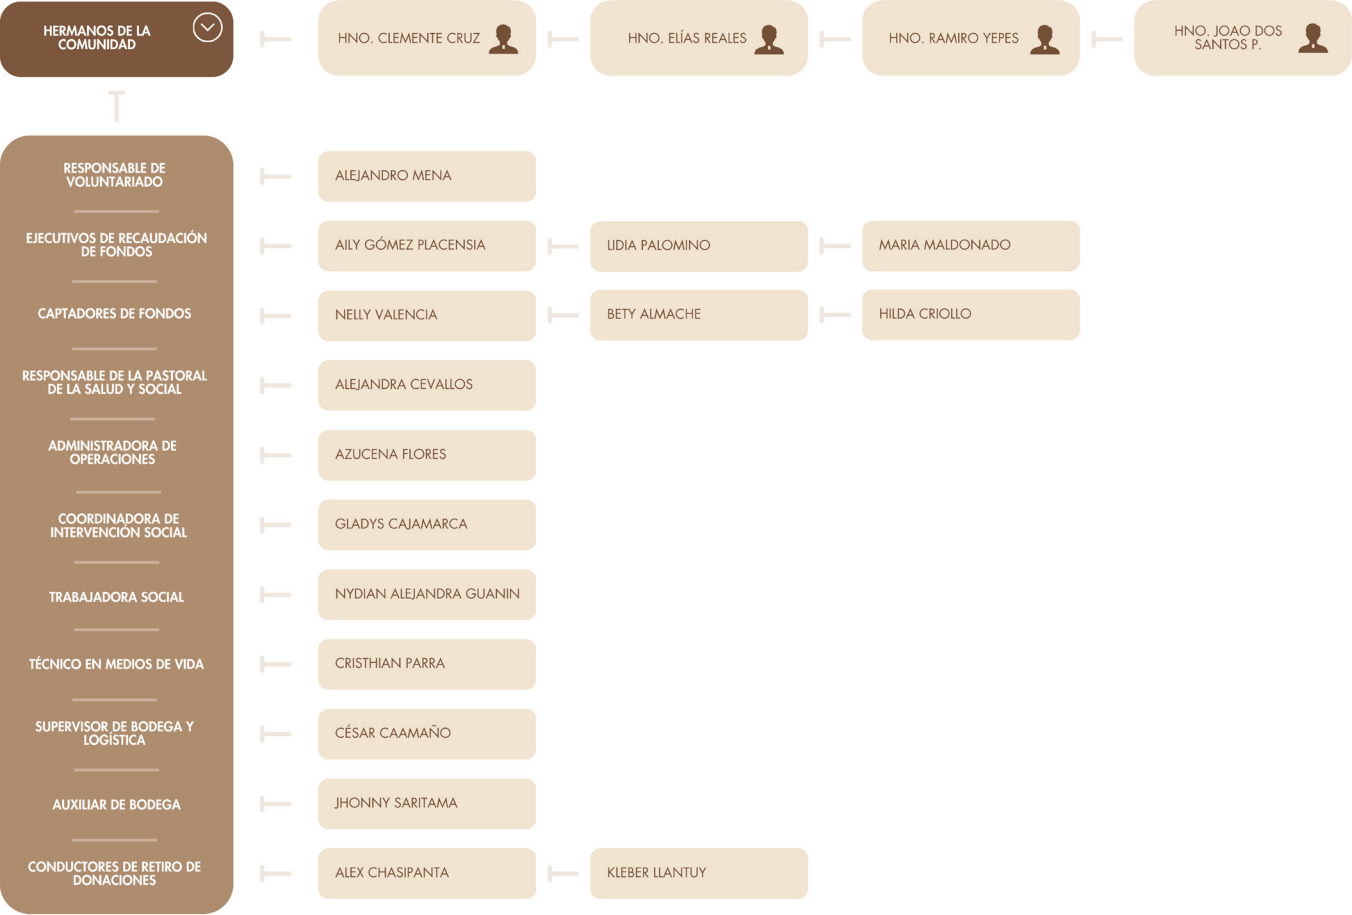 HERMANOS DE LA
COMUNIDAD
HNO. CLEMENTE CRUZ
HNO. ELÍAS REALES
HNO. RAMIRO YEPES
HNO. JOAO DOS
SANTOS P.
RESPONSABLE DE
VOLUNTARIADO
ALEJANDRO MENA
EJECUTIVOS DE RECAUDACIÓN
DE FONDOS
AILY GÓMEZ PLACENSIA
LIDIA PALOMINO
MARIA MALDONADO
CAPTADORES DE FONDOS
NELLY VALENCIA
BETY ALMACHE
HILDA CRIOLLO
RESPONSABLE DE LA PASTORAL
DE LA SALUD Y SOCIAL
ALEJANDRA CEVALLOS
ADMINISTRADORA DE
OPERACIONES
AZUCENA FLORES
COORDINADORA DE
INTERVENCIÓN SOCIAL
GLADYS CAJAMARCA
TRABAJADORA SOCIAL
NYDIAN ALEJANDRA GUANIN
TÉCNICO EN MEDIOS DE VIDA
CRISTHIAN PARRA
SUPERVISOR DE BODEGA Y
LOGÍSTICA
CÉSAR CAAMAÑO
AUXILIAR DE BODEGA
JHONNY SARITAMA
CONDUCTORES DE RETIRO DE
DONACIONES
ALEX CHASIPANTA
KLEBER LLANTUY